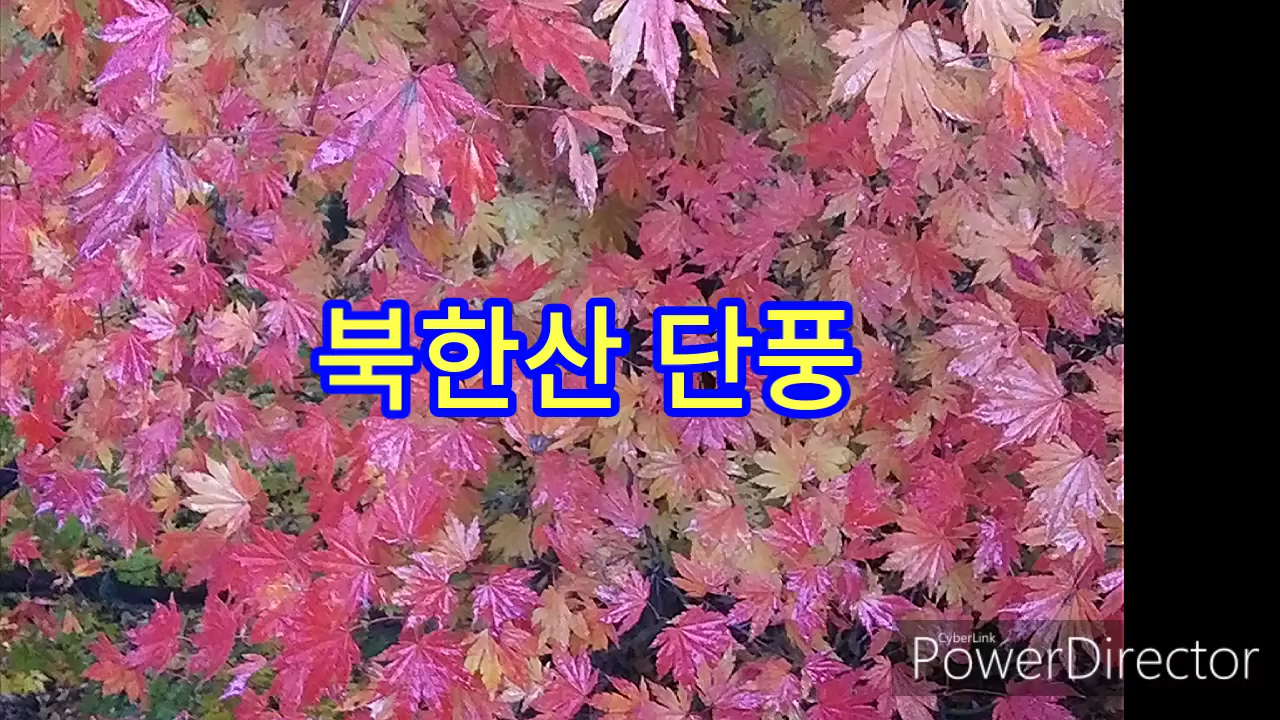 북한산 단풍
CyberLink
PowerDirector